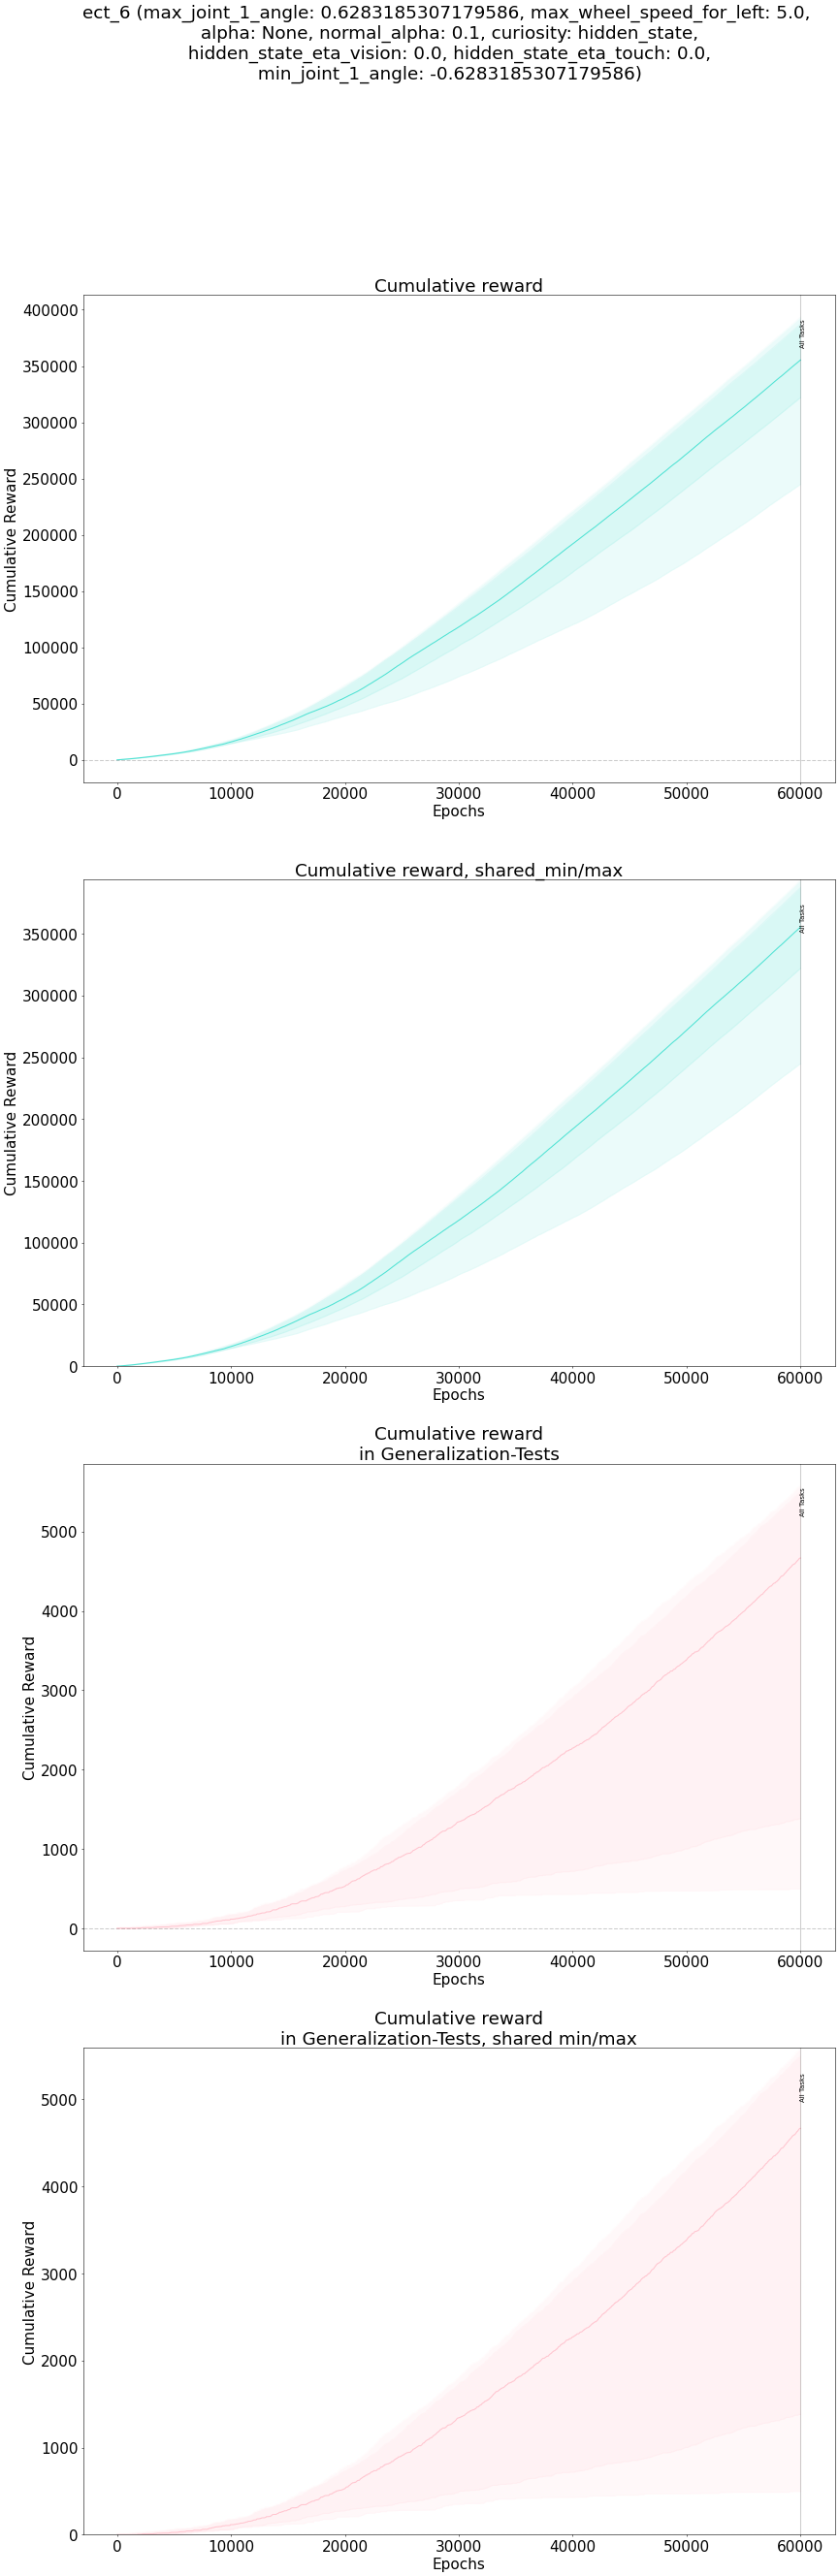 ect_6 (max_joint_1_angle: 0.6283185307179586, max_wheel_speed_for_left: 5.0,
alpha: None, normal_alpha: 0.1, curiosity: hidden_state,
hidden_state_eta_vision: 0.0, hidden_state_eta_touch: 0.0,
min_joint_1_angle: -0.6283185307179586)
Cumulative reward
400000
350000
300000
250000
200000
150000
100000
50000
0
Cumulative Reward
All Tasks
0 10000 20000 30000 40000 50000 60000
Epochs
Cumulative reward, shared_min/max
350000
300000
250000
200000
150000
100000
50000
0
Cumulative Reward
All Tasks
0 10000 20000 30000 40000 50000 60000
Epochs
Cumulative reward
in Generalization-Tests
5000
4000
3000
2000
1000
0
Cumulative Reward
All Tasks
0 10000 20000 30000 40000 50000 60000
Epochs
Cumulative reward
in Generalization-Tests, shared min/max
5000
4000
3000
2000
1000
0
Cumulative Reward
All Tasks
0 10000 20000 30000 40000 50000 60000
Epochs